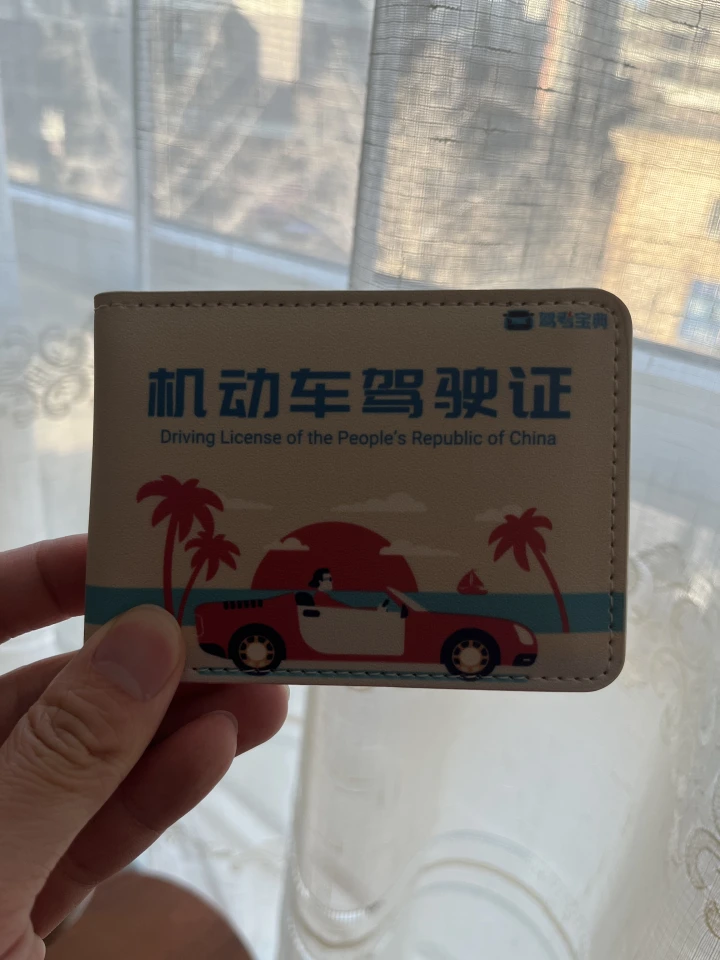 驾考宝典
机动车驾驶证
Driving License of the People's Republic of China